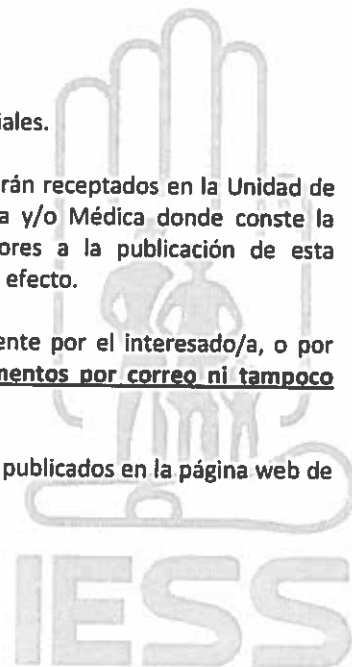 iales.
rán receptados en la Unidad de
a y/o Médica donde conste la
ores a la publicación de esta
efecto.
ente por el interesado/a, o por
mentos por correo ni tampoco
publicados en la página web de
IESS